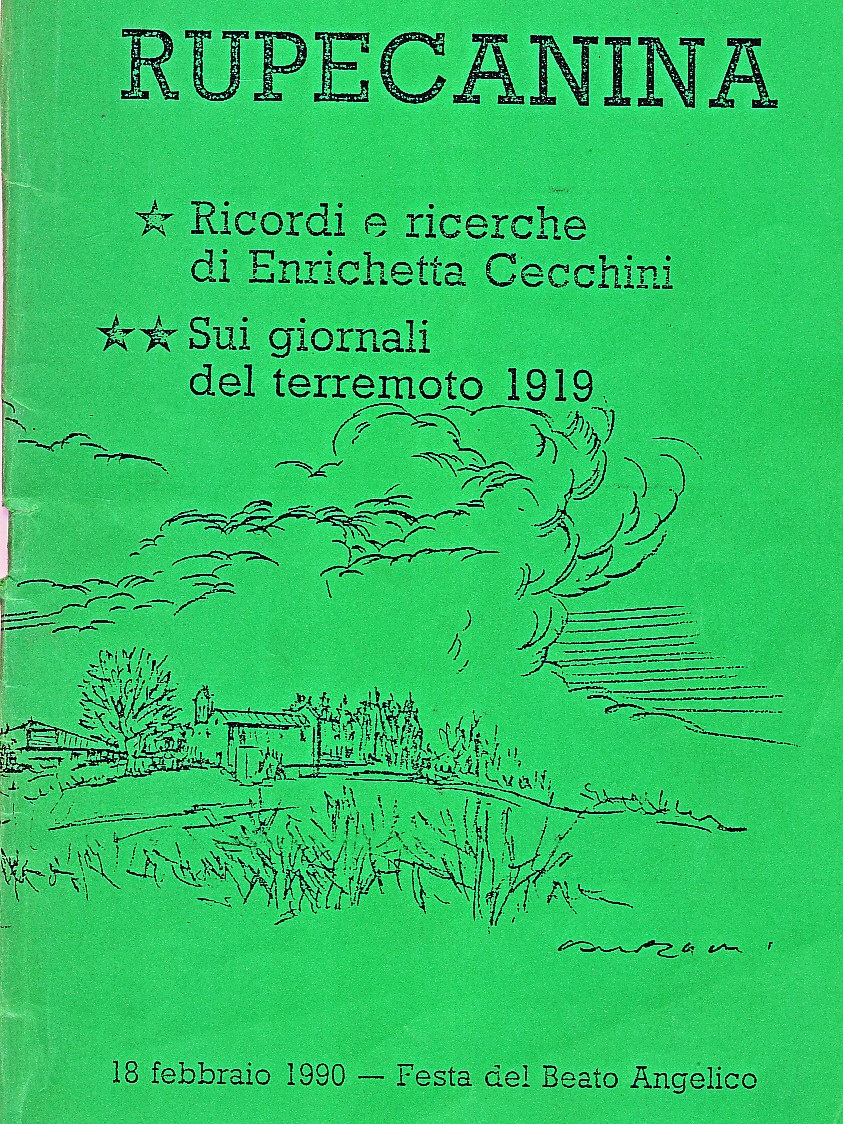 RUPECANINA
★ Ricordi e ricerche
di Enrichetta Cecchini
★★ Sui giornali
del terremoto 1919
18 febbraio 1990 — Festa del Beato Angelico